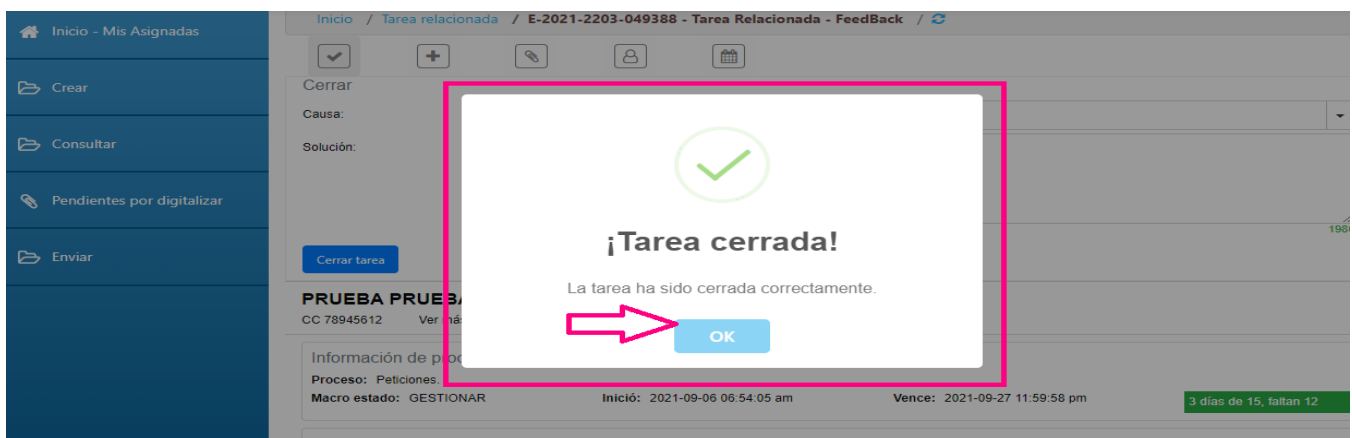 Inicio / Tarea relacionada / E-2021-2203-049388 - Tarea Relacionada - FeedBack /
Inicio - Mis Asignadas
Crear
Cerrar
Causa:
Consultar
Solución:
Pendientes por digitalizar
198
¡Tarea cerrada!
Enviar
Cerrar tarea
La tarea ha sido cerrada correctamente.
PRUEBA
CC 78945612 Ver
OK
Información de
Proceso: Peticiones.
Macro estado: GESTIONAR Inició: 2021-09-06 06:54:05 am Vence: 2021-09-27 11:59:58 pm 3 días de 15, faltan 12